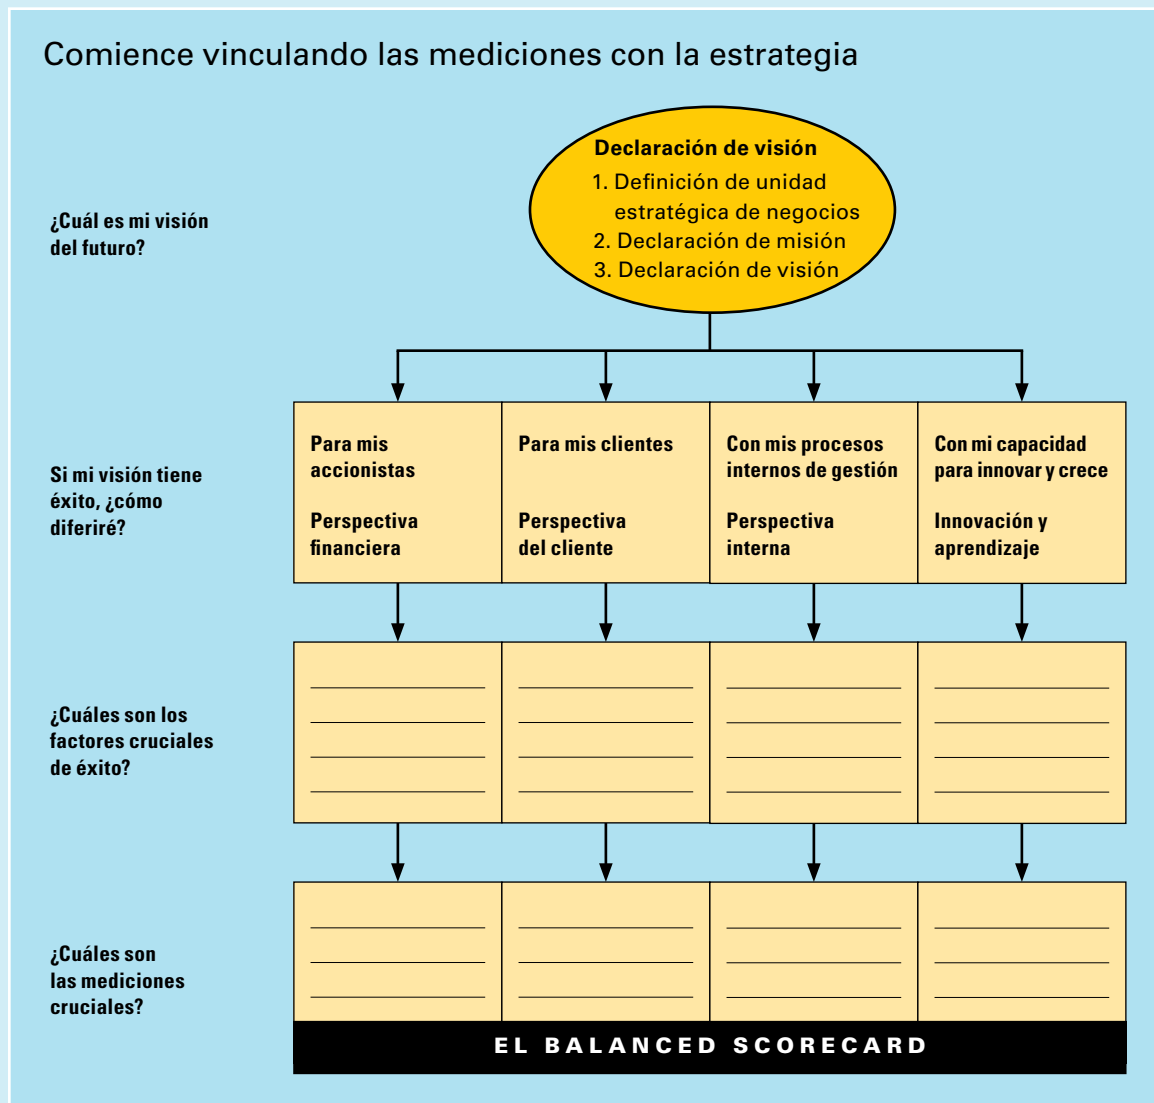 Comience vinculando las mediciones con la estrategia
Declaración de visión
1. Definición de unidad
estratégica de negocios
2. Declaración de misión
3. Declaración de visión
¿Cuál es mi visión
del futuro?
Si mi visión tiene
éxito, ¿cómo
diferiré?
Para mis
accionistas
Perspectiva
financiera
Para mis clientes
Perspectiva
del cliente
Con mis procesos
internos de gestión
Perspectiva
interna
Con mi capacidad
para innovar y crece
Innovación y
aprendizaje
¿Cuáles son los
factores cruciales
de éxito?
¿Cuáles son
las mediciones
cruciales?
EL BALANCED SCORECARD